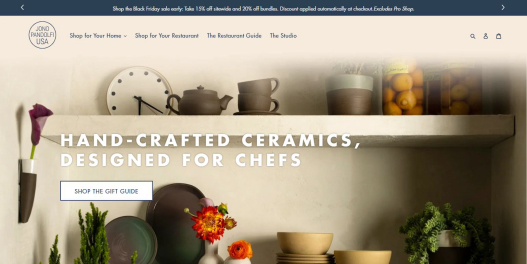 Shop the Black Friday sale early: Take 15% off sitewide and 20% off bundles. Discount applied automatically at checkout. Excludes Pro Shop.
JONO
PANDOLFI
USA
Shop for Your Home
Shop for Your Restaurant
The Restaurant Guide
The Studio
HAND-CRAFTED CERAMICS,
DESIGNED FOR CHEFS
SHOP THE GIFT GUIDE